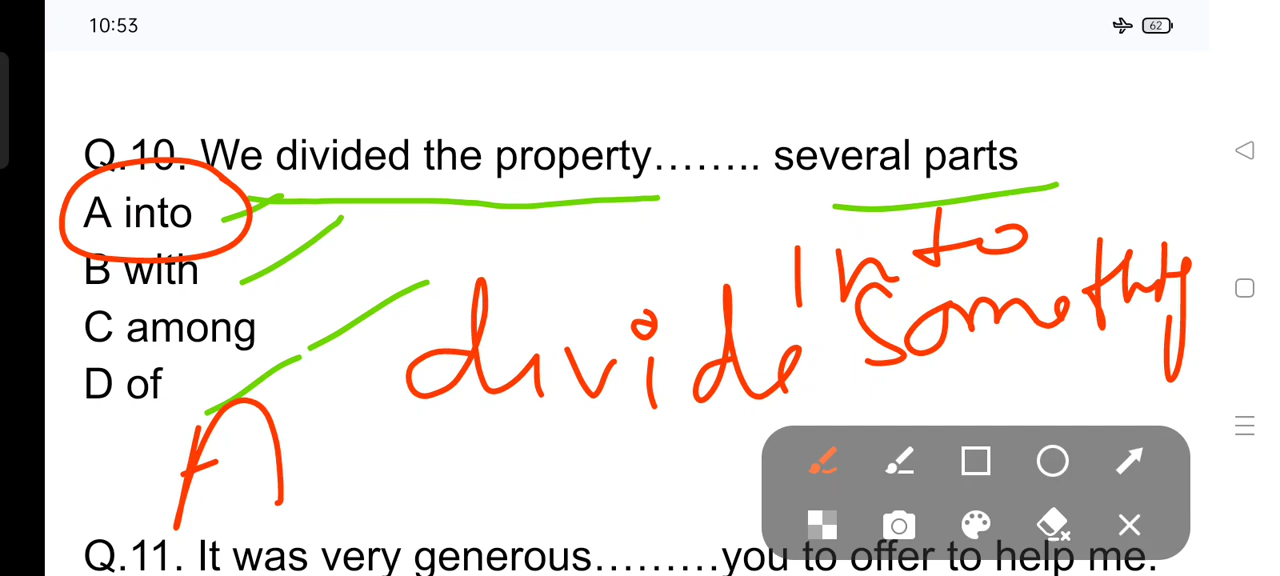 10:53
62
Q.10. We divided the property........ several parts
A into
B with
C among
D of
divide into
A
Q.11. It was very generous.........you to offer to help me.